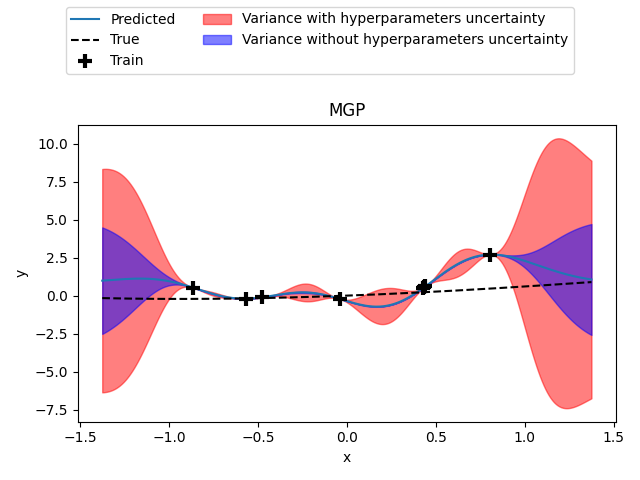 Predicted
True
Train
Variance with hyperparameters uncertainty
Variance without hyperparameters uncertainty
MGP
10.0
7.5
5.0
2.5
0.0
−2.5
−5.0
−7.5
y
−1.5 −1.0 −0.5 0.0 0.5 1.0 1.5
x